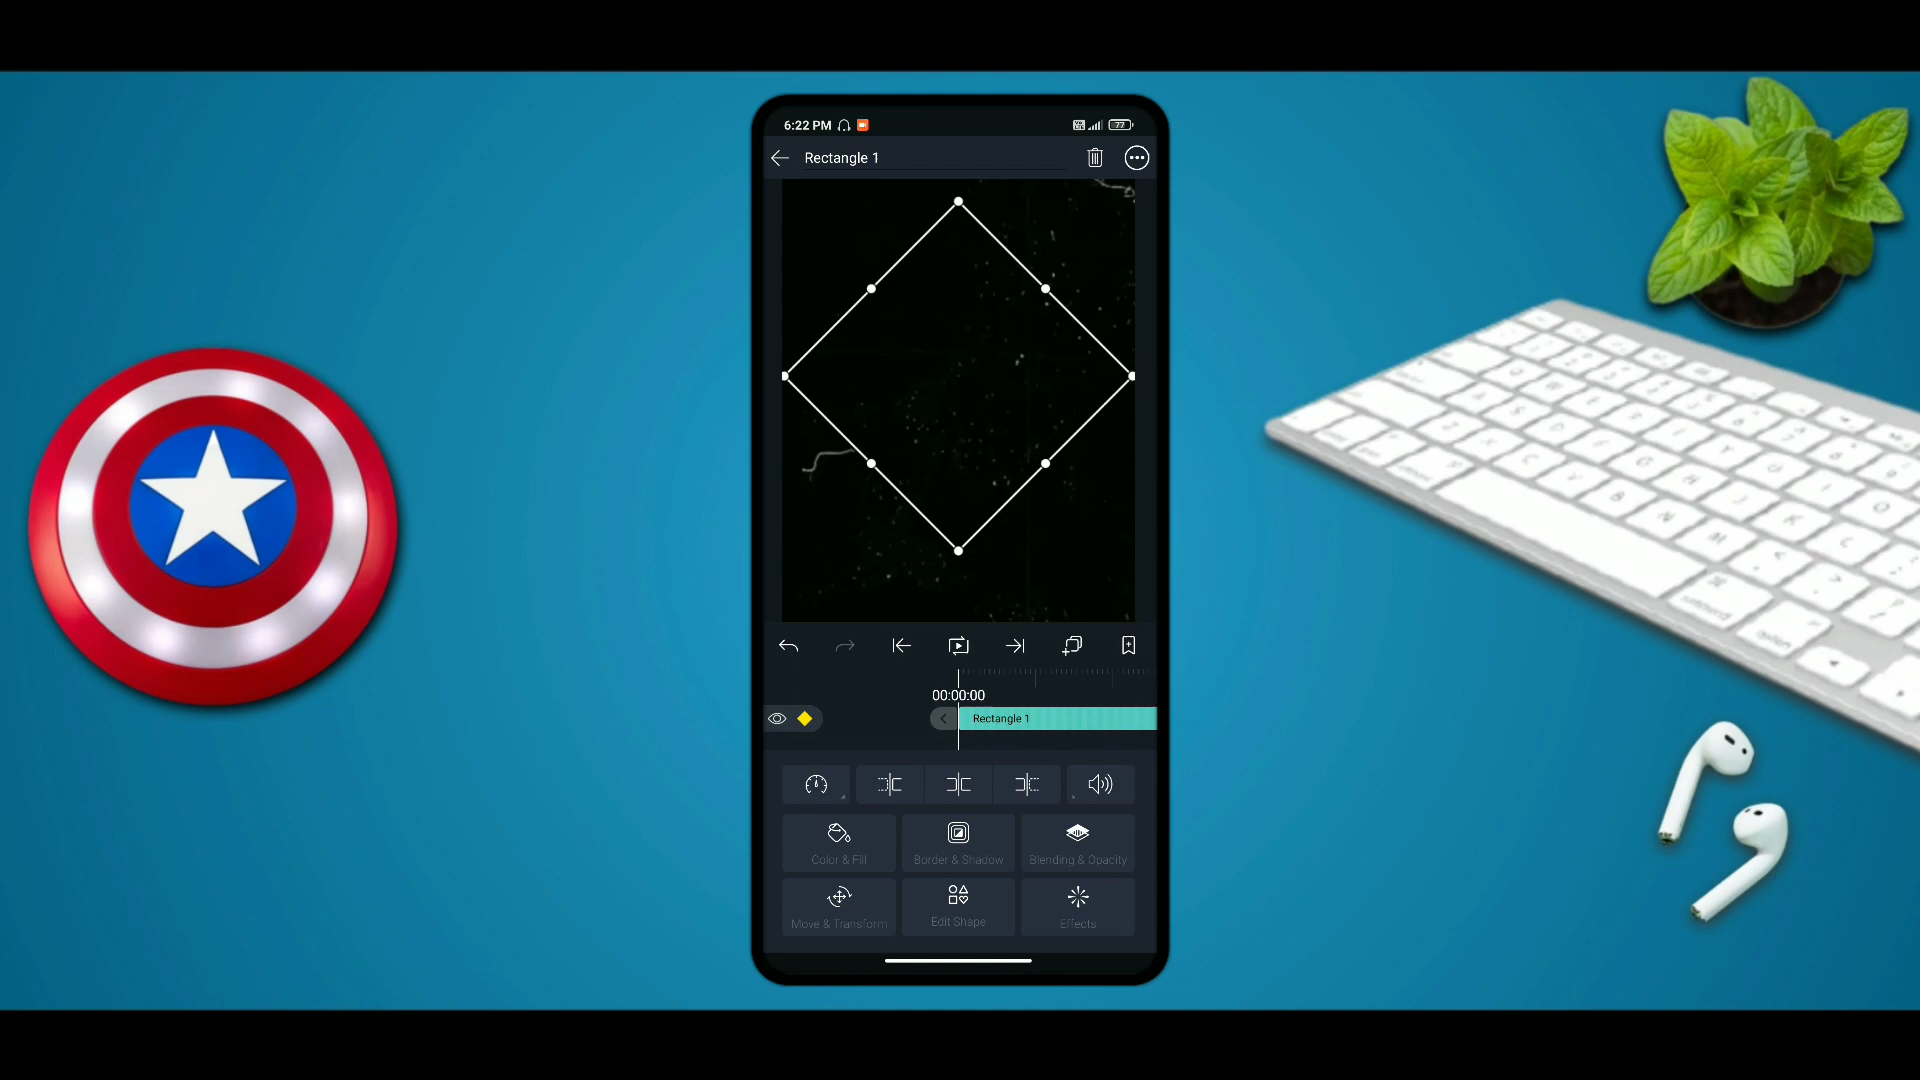 6:22 PM
77
Rectangle 1
00:00:00
Rectangle 1
Color & Fill
Border & Shadow
Blending & Opacity
Move & Transform
Edit Shape
Effects